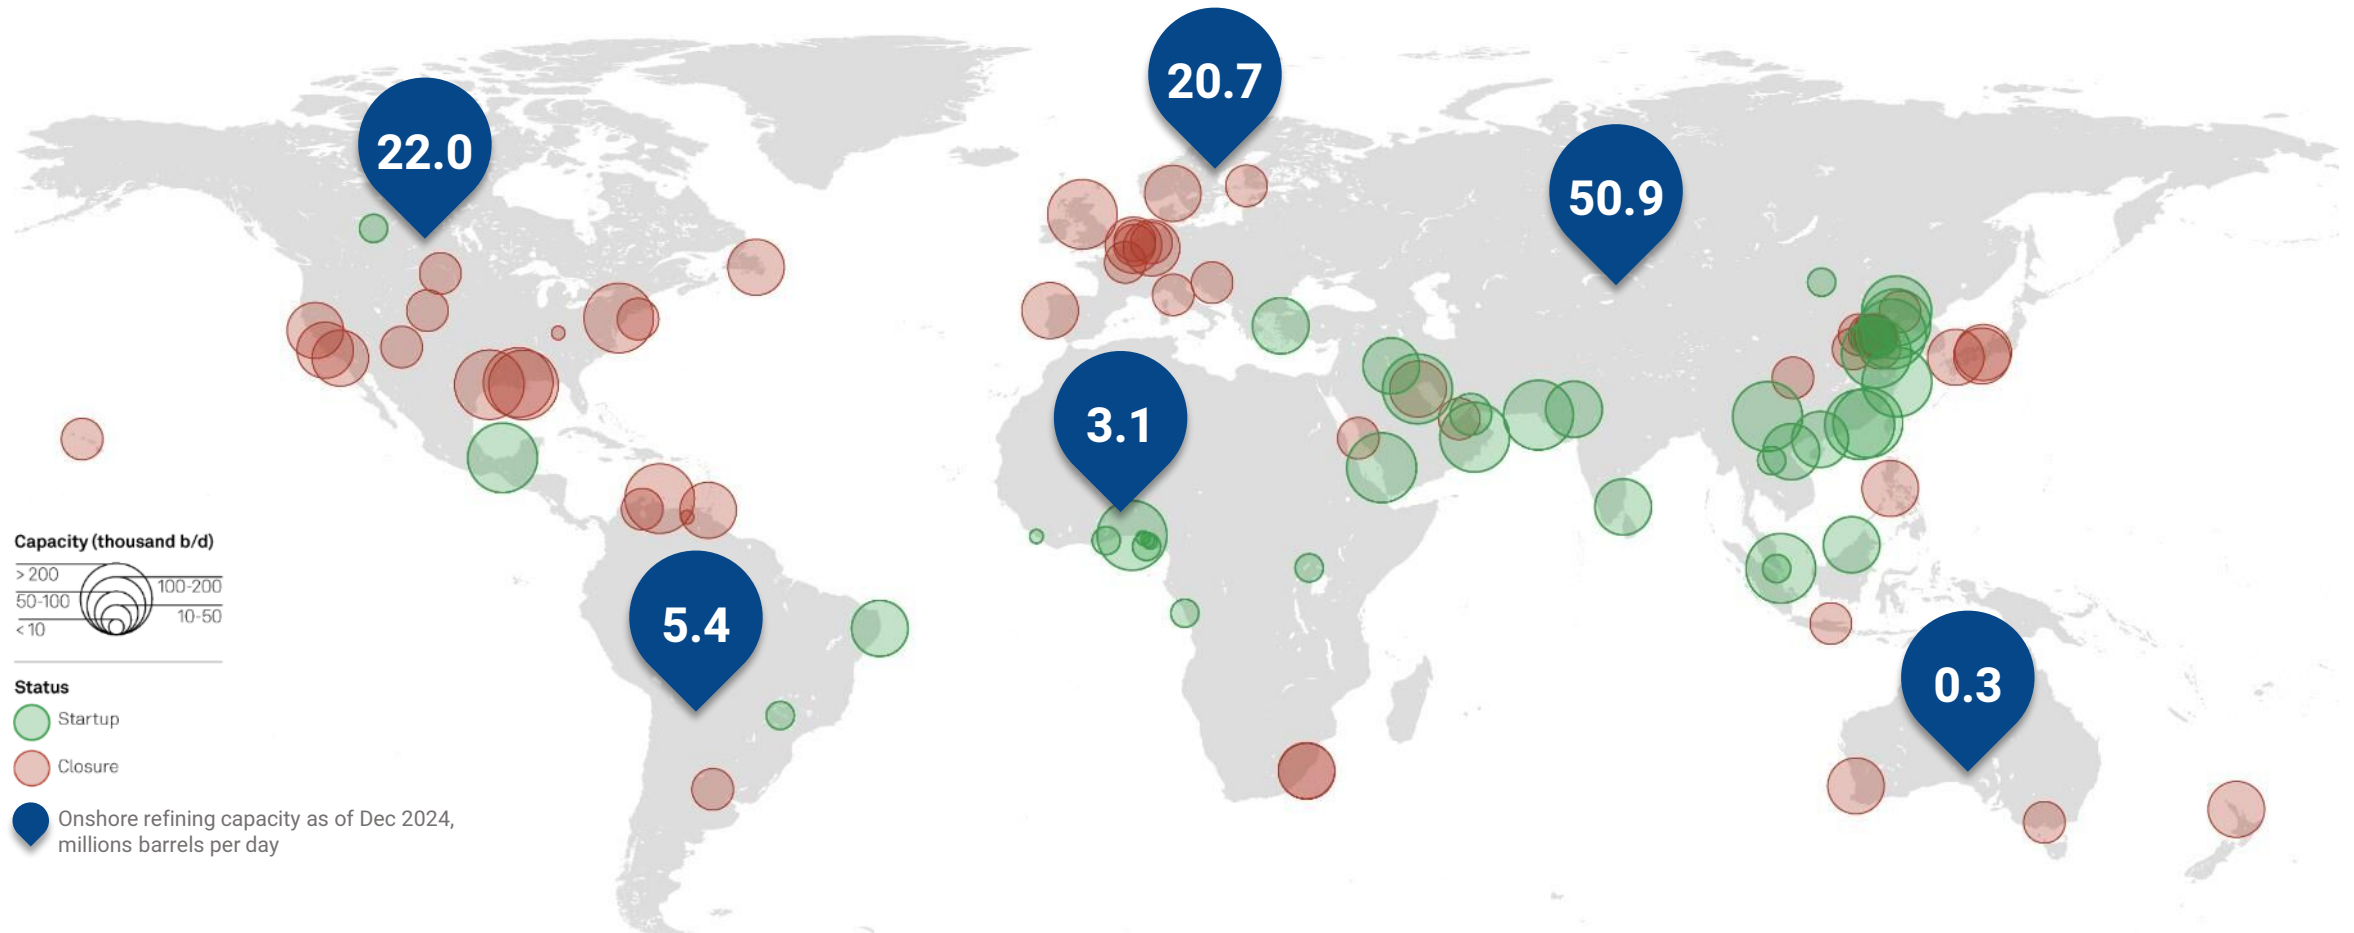 20.7
22.0
50.9
3.1
5.4
0.3
Capacity (thousand b/d)
> 200
100-200
50-100
10-50
< 10
Status
Startup
Closure
Onshore refining capacity as of Dec 2024,
millions barrels per day